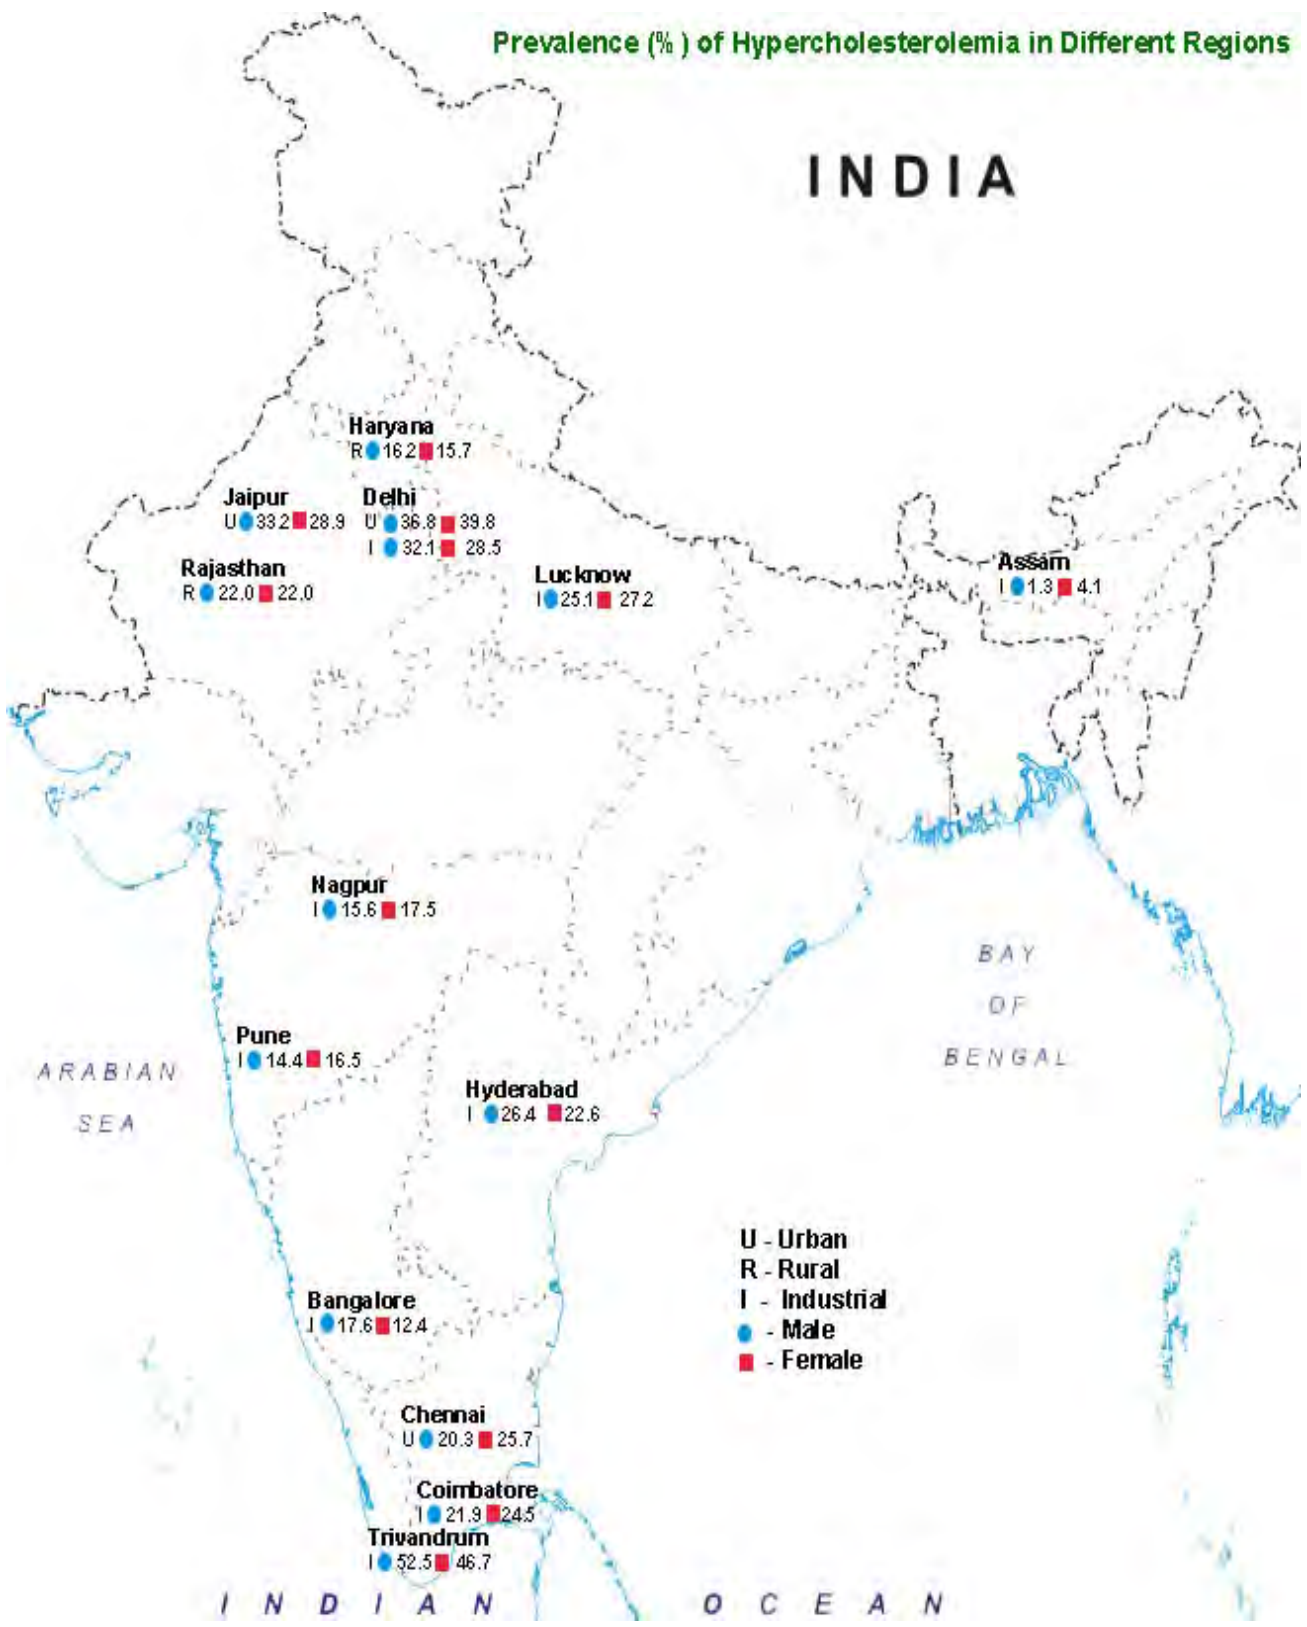 Prevalence (% ) of Hypercholesterolemia in Different Regions
INDIA
Haryana
R 16.2 15.7
Jaipur
U 33.2 28.9
Delhi
U 36.8 39.8
I 32.1 28.5
Rajasthan
R 22.0 22.0
Lucknow
I 25.1 27.2
Assam
I 1.3 4.1
Nagpur
I 15.6 17.5
BAY
OF
BENGAL
Pune
I 14.4 16.5
ARABIAN
SEA
Hyderabad
I 26.4 22.6
U - Urban
R - Rural
I - Industrial
- Male
- Female
Bangalore
I 17.6 12.4
Chennai
U 20.3 25.7
Coimbatore
I 21.9 24.5
Trivandrum
I 52.5 46.7
INDIAN OCEAN